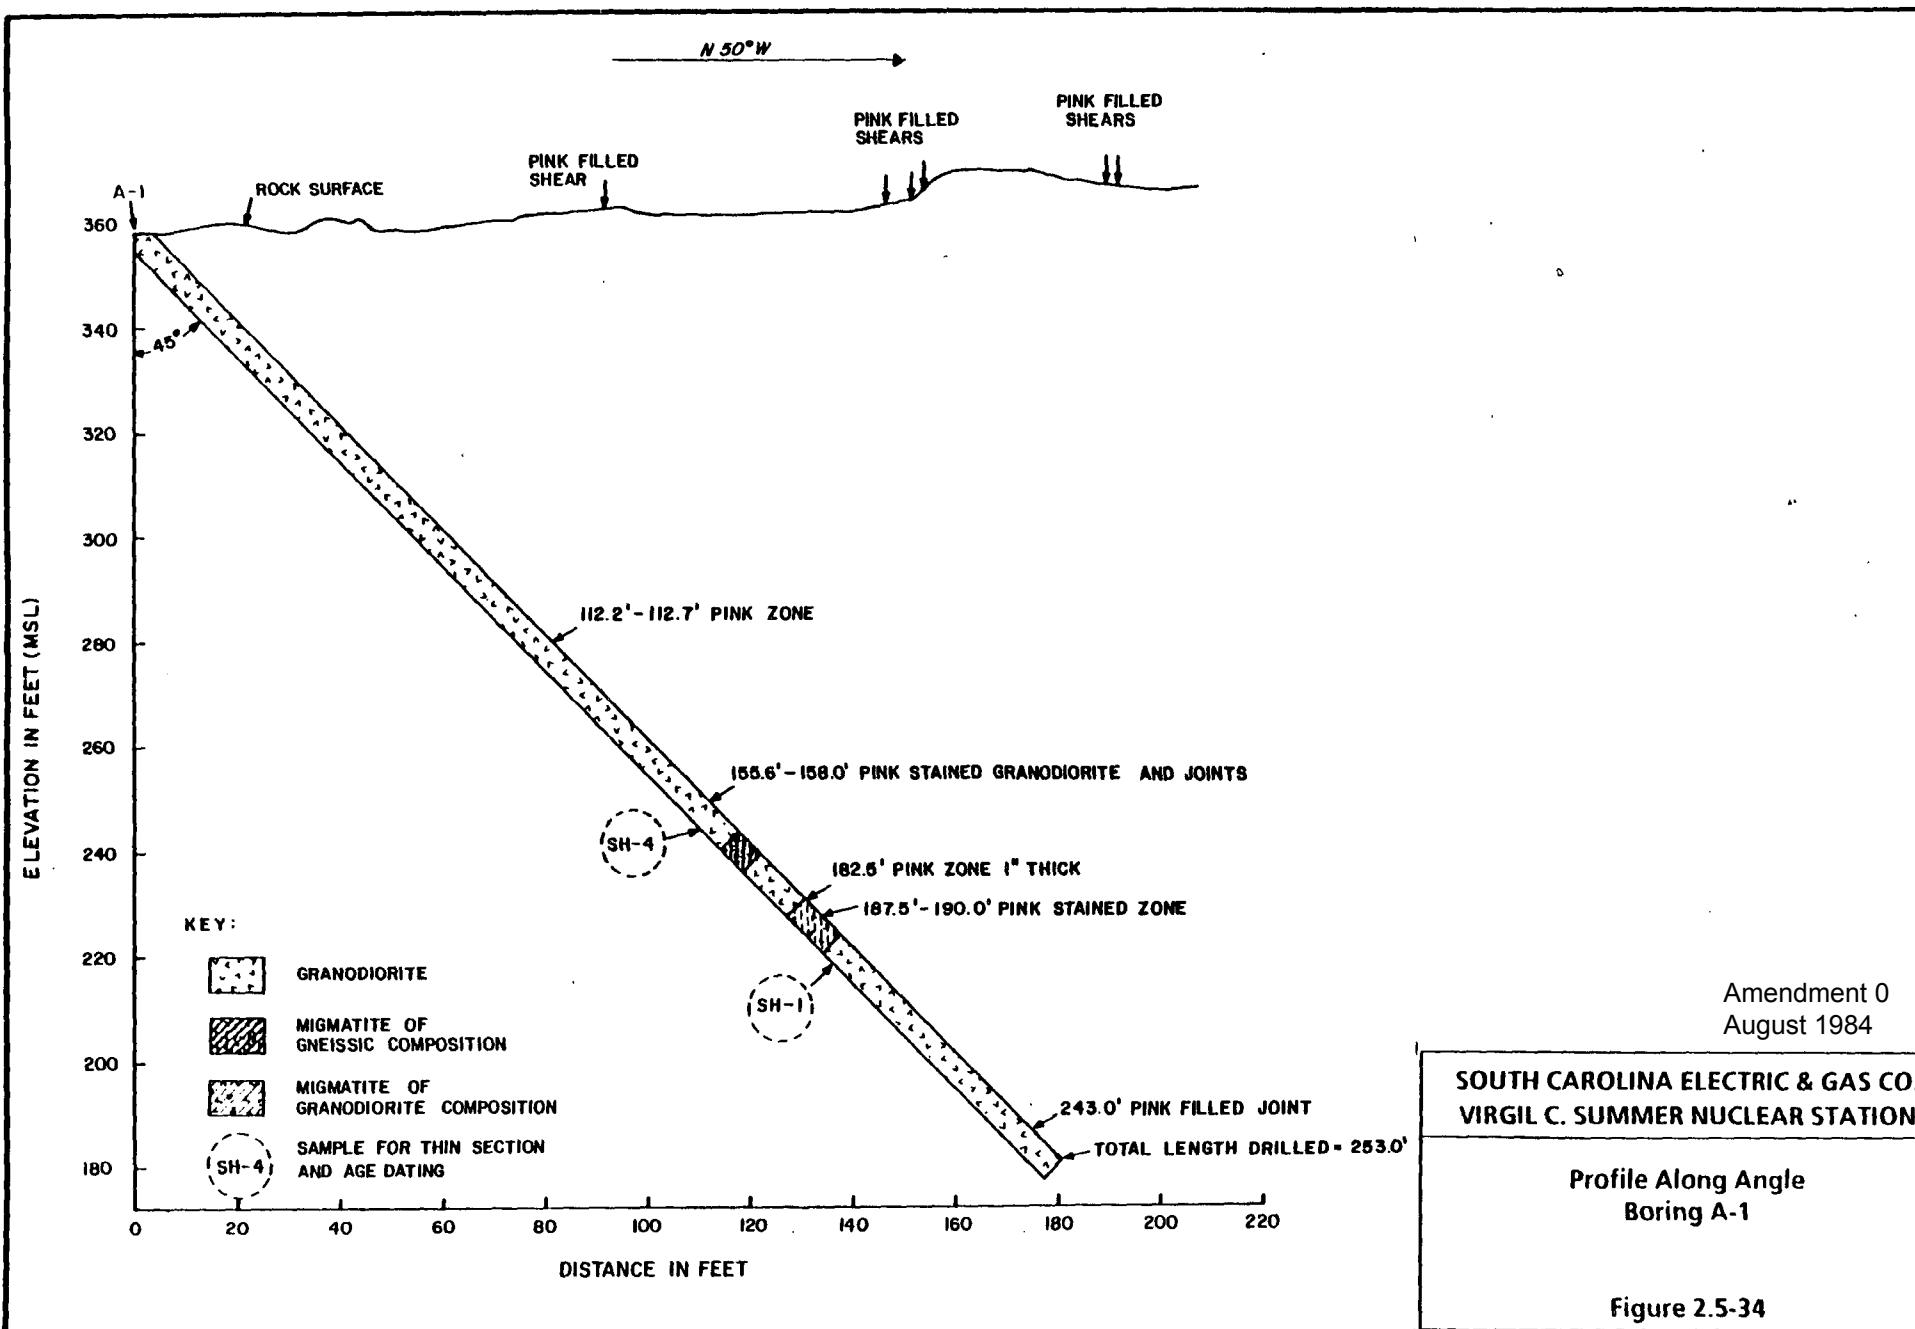 N 50° W
PINK FILLED
SHEARS
PINK FILLED
SHEARS
PINK FILLED
SHEAR
A-1
ROCK SURFACE
360
340
320
300
280
260
240
220
200
180
ELEVATION IN FEET (MSL)
45°
112.2'-112.7' PINK ZONE
155.6'-158.0' PINK STAINED GRANODIORITE AND JOINTS
SH-4
182.5' PINK ZONE 1" THICK
187.5'-190.0' PINK STAINED ZONE
SH-1
243.0' PINK FILLED JOINT
TOTAL LENGTH DRILLED = 253.0'
KEY:
GRANODIORITE
MIGMATITE OF
GNEISSIC COMPOSITION
MIGMATITE OF
GRANODIORITE COMPOSITION
SH-4
SAMPLE FOR THIN SECTION
AND AGE DATING
0 20 40 60 80 100 120 140 160 180 200 220
DISTANCE IN FEET
Amendment 0
August 1984
SOUTH CAROLINA ELECTRIC & GAS CO.
VIRGIL C. SUMMER NUCLEAR STATION
Profile Along Angle
Boring A-1
Figure 2.5-34